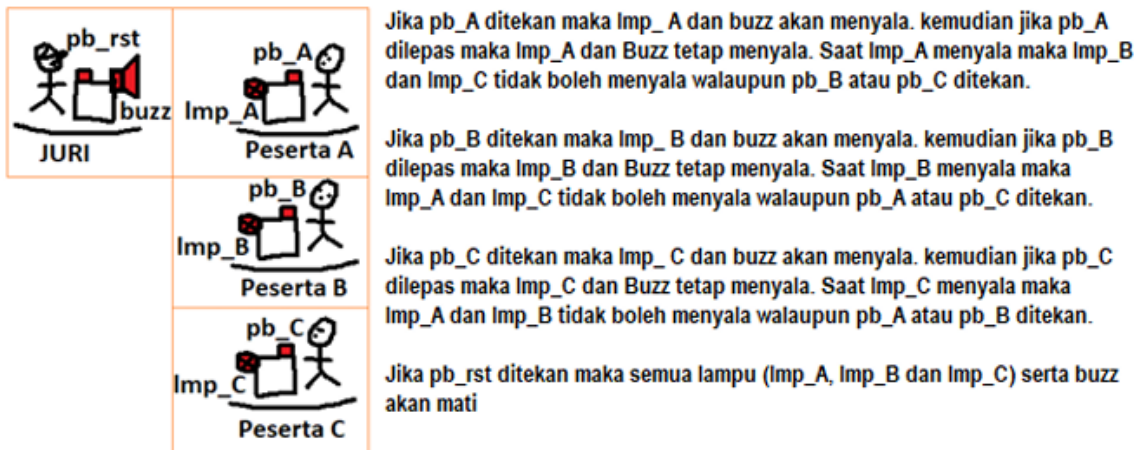 pb_rst
buzz
JURI
pb_A
lmp_A
Peserta A
pb_B
lmp_B
Peserta B
pb_C
lmp_C
Peserta C
Jika pb_A ditekan maka lmp_ A dan buzz akan menyala. kemudian jika pb_A
dilepas maka lmp_A dan Buzz tetap menyala. Saat lmp_A menyala maka lmp_B
dan lmp_C tidak boleh menyala walaupun pb_B atau pb_C ditekan.
Jika pb_B ditekan maka lmp_ B dan buzz akan menyala. kemudian jika pb_B
dilepas maka lmp_B dan Buzz tetap menyala. Saat lmp_B menyala maka
lmp_A dan lmp_C tidak boleh menyala walaupun pb_A atau pb_C ditekan.
Jika pb_C ditekan maka lmp_ C dan buzz akan menyala. kemudian jika pb_C
dilepas maka lmp_C dan Buzz tetap menyala. Saat lmp_C menyala maka
lmp_A dan lmp_B tidak boleh menyala walaupun pb_A atau pb_B ditekan.
Jika pb_rst ditekan maka semua lampu (lmp_A, lmp_B dan lmp_C) serta buzz
akan mati